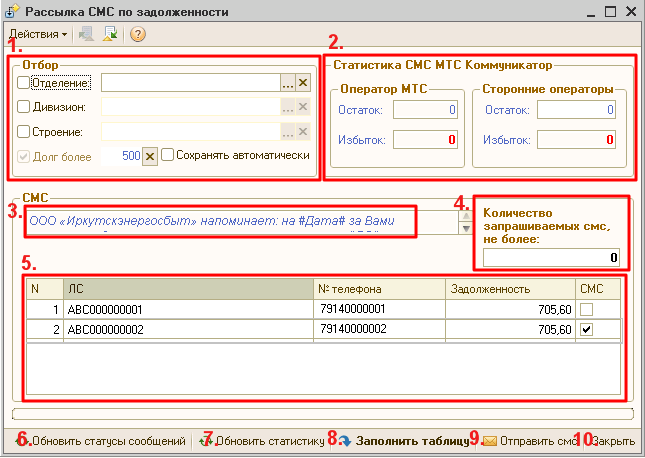 Рассылка СМС по задолженности
Действия
1.
2.
Отбор
Отделение:
Дивизион:
Строение:
Долг более 500
Сохранять автоматически
Статистика СМС МТС Коммуникатор
Оператор МТС
Остаток: 0
Избыток: 0
Сторонние операторы
Остаток: 0
Избыток: 0
СМС
3.
ООО «Иркутскэнергосбыт» напоминает: на #Дата# за Вами
4.
Количество
запрашиваемых смс,
не более:
0
5.
N ЛС № телефона Задолженность СМС
1 АВС000000001 79140000001 705,60
2 АВС000000002 79140000002 705,60
6. Обновить статусы сообщений 7. Обновить статистику 8. Заполнить таблицу 9. Отправить смс 10. Закрыть